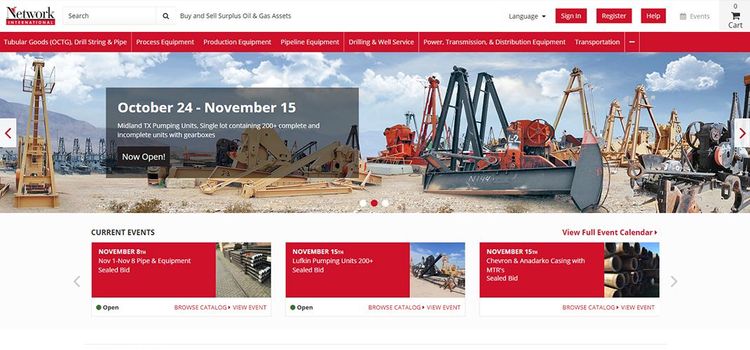 Network
INTERNATIONAL
Search
Buy and Sell Surplus Oil & Gas Assets
Language
Sign In
Register
Help
Events
0
Cart
Tubular Goods (OCTG), Drill String & Pipe
Process Equipment
Production Equipment
Pipeline Equipment
Drilling & Well Service
Power, Transmission, & Distribution Equipment
Transportation
October 24 - November 15
Midland TX Pumping Units, Single lot containing 200+ complete and
incomplete units with gearboxes
Now Open!
CURRENT EVENTS
View Full Event Calendar
NOVEMBER 8TH
Nov 1-Nov 8 Pipe & Equipment
Sealed Bid
Open
BROWSE CATALOG
VIEW EVENT
NOVEMBER 15TH
Lufkin Pumping Units 200+
Sealed Bid
Open
BROWSE CATALOG
VIEW EVENT
NOVEMBER 15TH
Chevron & Anadarko Casing with
MTR's
Sealed Bid
BROWSE CATALOG
VIEW EVENT